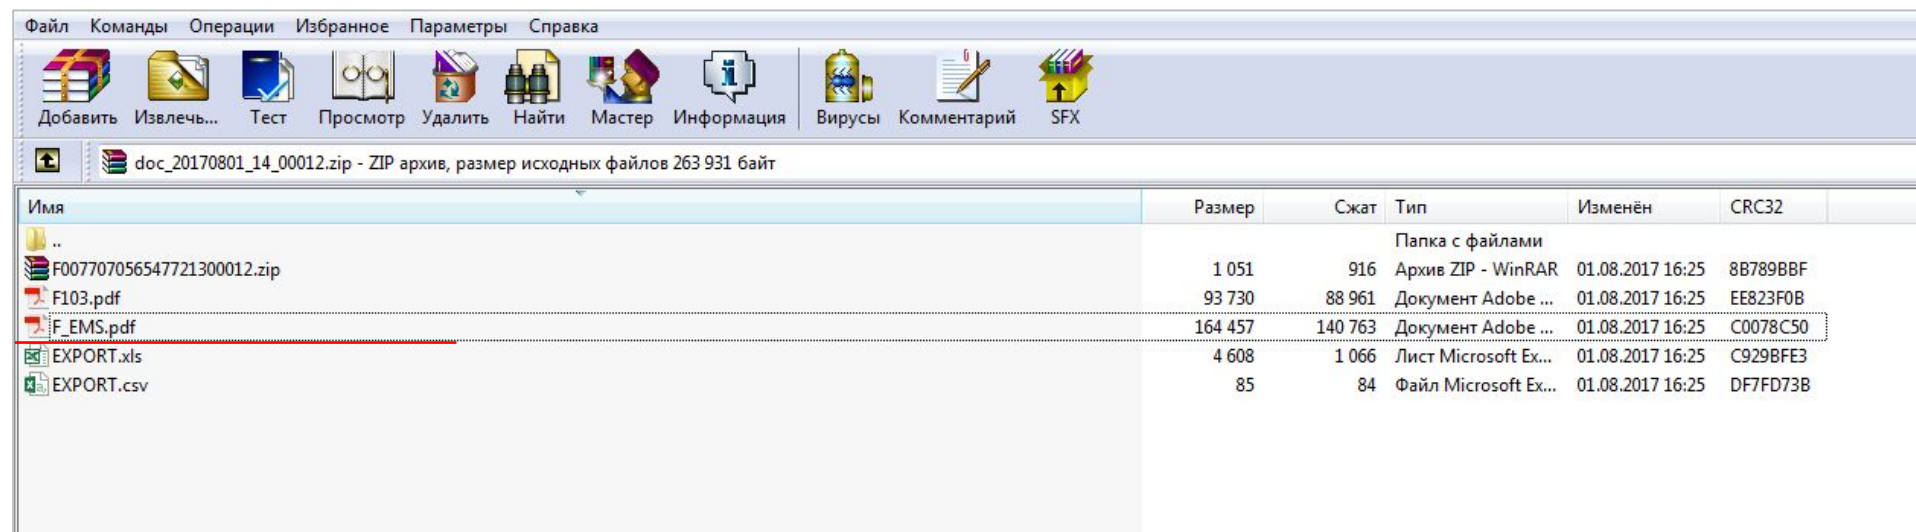 Файл Команды Операции Избранное Параметры Справка
Добавить Извлечь... Тест Просмотр Удалить Найти Мастер Информация Вирусы Комментарий SFX
doc_20170801_14_00012.zip - ZIP архив, размер исходных файлов 263 931 байт
Имя Размер Сжат Тип Изменён CRC32
.. Папка с файлами
F007707056547721300012.zip 1 051 916 Архив ZIP - WinRAR 01.08.2017 16:25 8B789BBF
F103.pdf 93 730 88 961 Документ Adobe ... 01.08.2017 16:25 EE823F0B
F_EMS.pdf 164 457 140 763 Документ Adobe ... 01.08.2017 16:25 C0078C50
EXPORT.xls 4 608 1 066 Лист Microsoft Ex... 01.08.2017 16:25 C929BFE3
EXPORT.csv 85 84 Файл Microsoft Ex... 01.08.2017 16:25 DF7FD73B